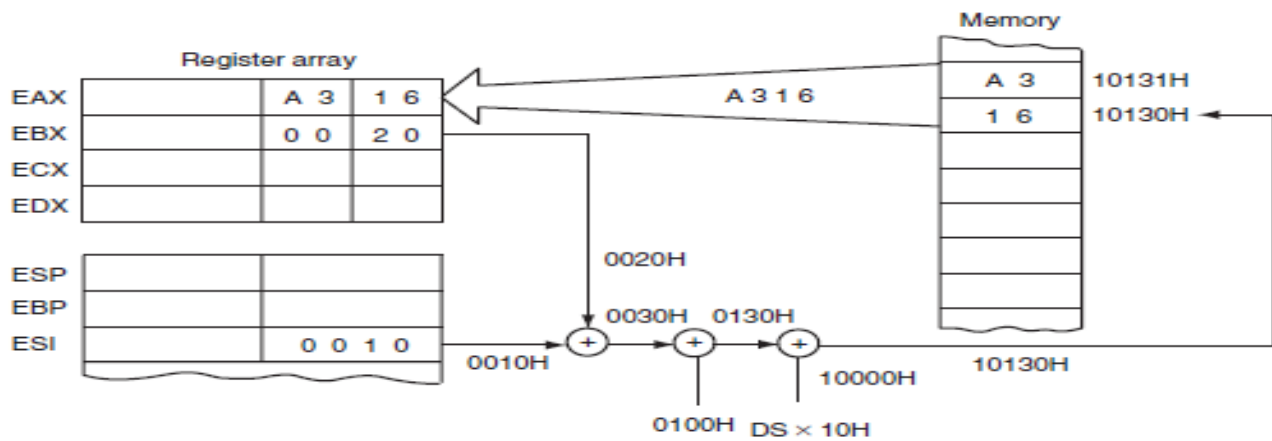 Memory
Register array
EAX A 3 1 6
EBX 0 0 2 0
ECX
EDX
A 3 1 6
A 3 10131H
1 6 10130H
ESP
EBP
ESI 0 0 1 0
0020H
0030H 0130H
+ + +
0010H
10000H
10130H
0100H DS × 10H